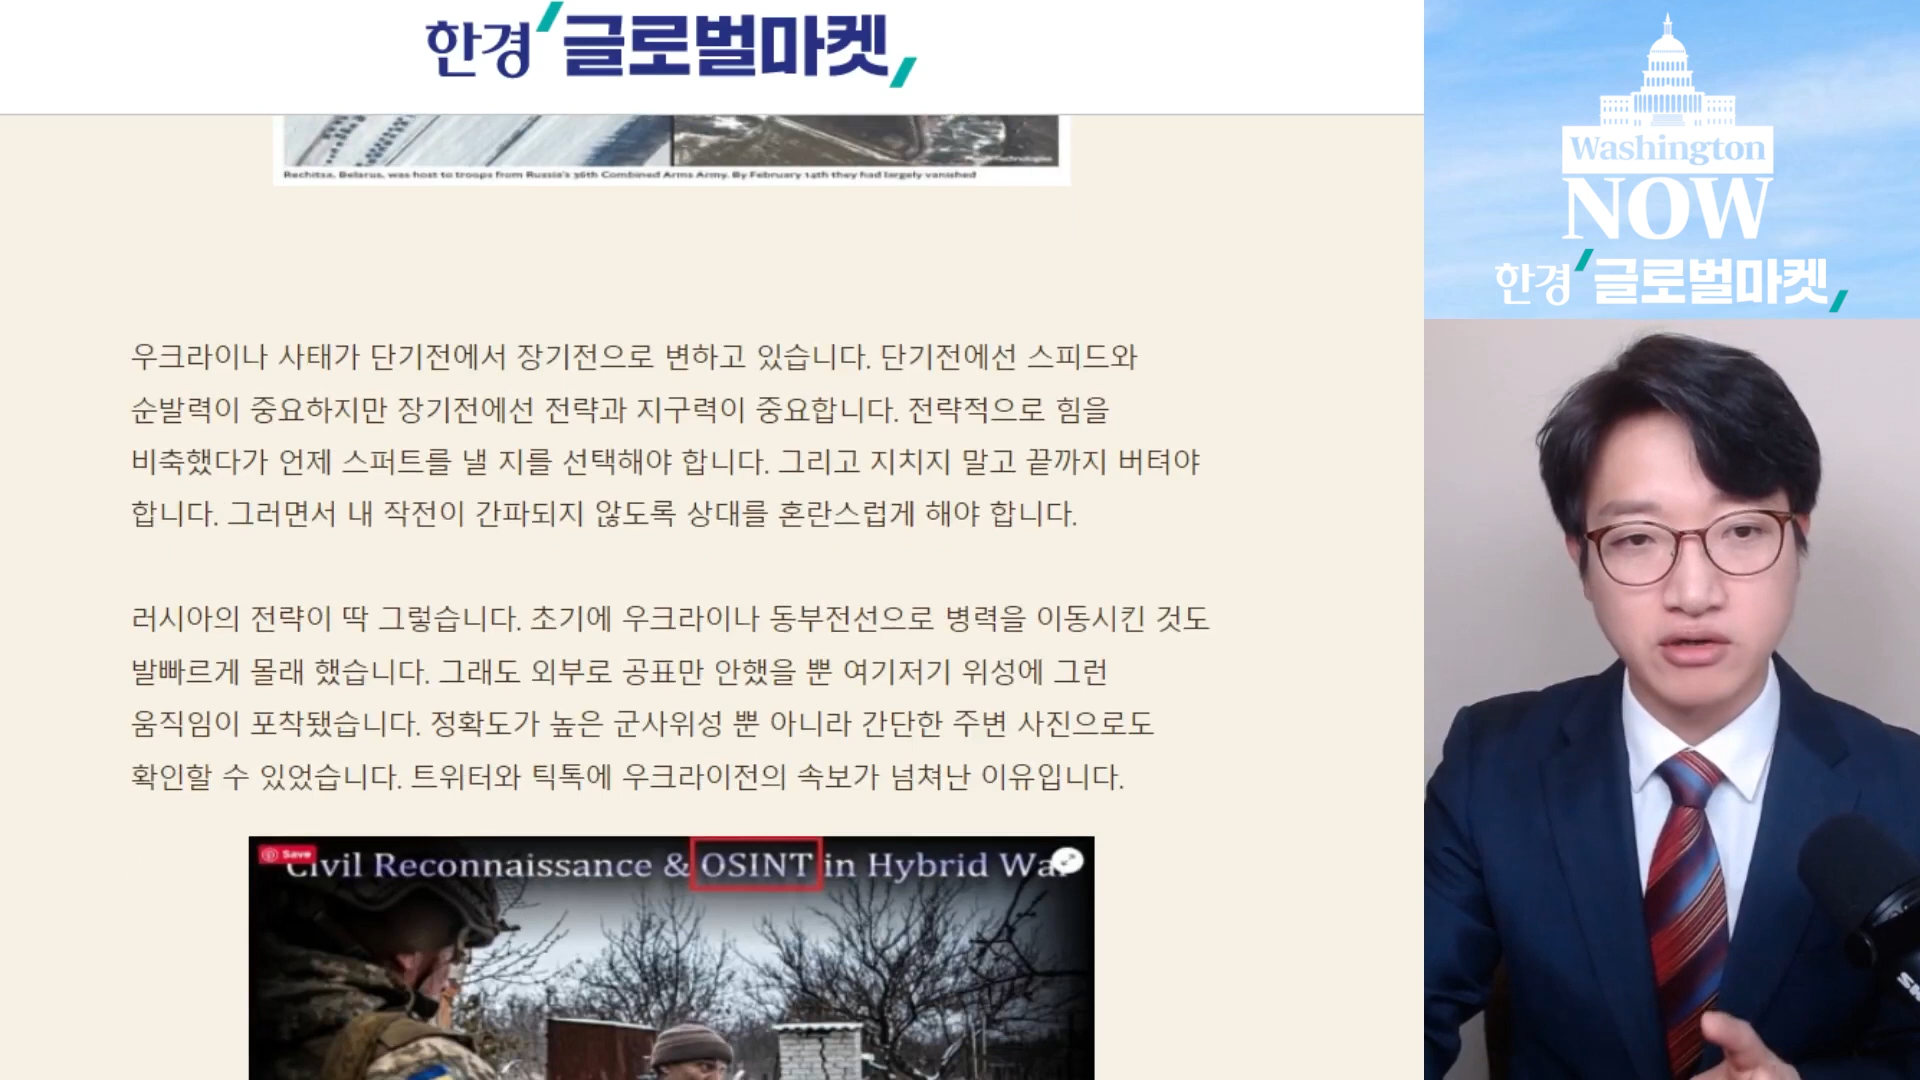 한경 글로벌마켓
Rechitsa, Belarus, was host to troops from Russia's 36th Combined Arms Army. By February 14th they had largely vanished
우크라이나 사태가 단기전에서 장기전으로 변하고 있습니다. 단기전에선 스피드와
순발력이 중요하지만 장기전에선 전략과 지구력이 중요합니다. 전략적으로 힘을
비축했다가 언제 스퍼트를 낼 지를 선택해야 합니다. 그리고 지치지 말고 끝까지 버텨야
합니다. 그러면서 내 작전이 간파되지 않도록 상대를 혼란스럽게 해야 합니다.
러시아의 전략이 딱 그렇습니다. 초기에 우크라이나 동부전선으로 병력을 이동시킨 것도
발빠르게 몰래 했습니다. 그래도 외부로 공표만 안했을 뿐 여기저기 위성에 그런
움직임이 포착됐습니다. 정확도가 높은 군사위성 뿐 아니라 간단한 주변 사진으로도
확인할 수 있었습니다. 트위터와 틱톡에 우크라이전의 속보가 넘쳐난 이유입니다.
Save
Civil Reconnaissance & OSINT in Hybrid War
Washington
NOW
한경 글로벌마켓